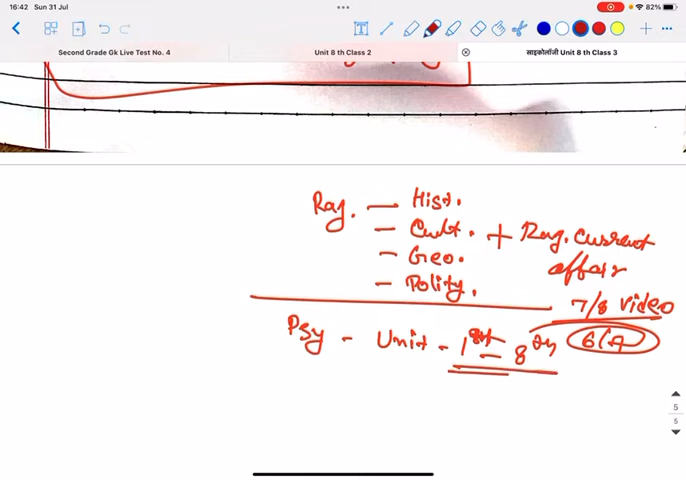 16:42 Sun 31 Jul
82%
Second Grade Gk Live Test No. 4
Unit 8 th Class 2
साइकोलॉजी Unit 8 th Class 3
Raj. — Hist.
- Cult. + Raj. Current affair
- Geo.
- Polity.
7/8 video
Psy - Unit - 1st - 8th
5
5